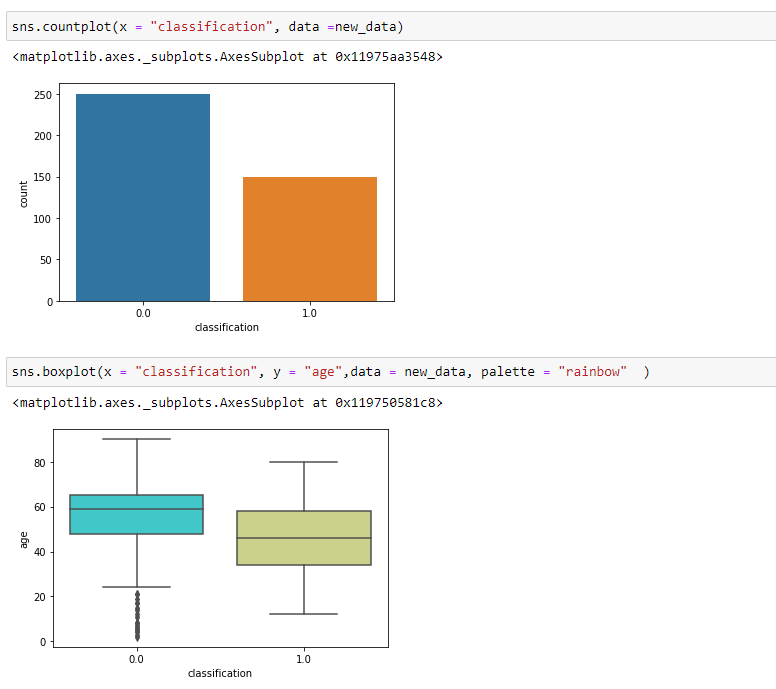 sns.countplot(x = "classification", data =new_data)
<matplotlib.axes._subplots.AxesSubplot at 0x11975aa3548>
250
200
150
100
50
0
count
0.0 1.0
classification
sns.boxplot(x = "classification", y = "age",data = new_data, palette = "rainbow"  )
<matplotlib.axes._subplots.AxesSubplot at 0x119750581c8>
80
60
40
20
0
age
0.0 1.0
classification